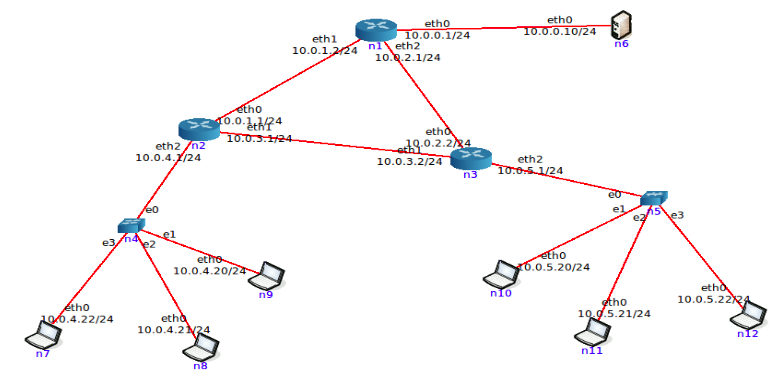 eth0
10.0.0.1/24
eth0
10.0.0.10/24
n6
n1
eth1
10.0.1.2/24
eth2
10.0.2.1/24
eth0
10.0.1.1/24
n2
eth1
10.0.3.1/24
eth2
10.0.4.1/24
eth0
10.0.2.2/24
eth1
10.0.3.2/24
n3
eth2
10.0.5.1/24
e0
n4
e1
e2
e3
e0
n5
e1
e2
e3
eth0
10.0.4.20/24
n9
eth0
10.0.4.22/24
n7
eth0
10.0.4.21/24
n8
eth0
10.0.5.20/24
n10
eth0
10.0.5.21/24
n11
eth0
10.0.5.22/24
n12